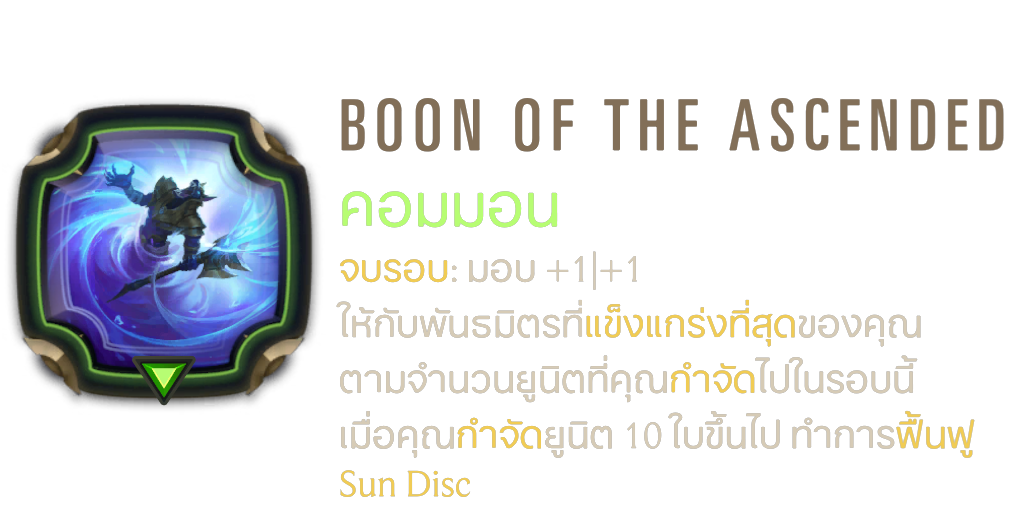 BOON OF THE ASCENDED
คอมมอน
จบรอบ: มอบ +1|+1
ให้กับพันธมิตรที่แข็งแกร่งที่สุดของคุณ
ตามจำนวนยูนิตที่คุณกำจัดไปในรอบนี้
เมื่อคุณกำจัดยูนิต 10 ใบขึ้นไป ทำการฟื้นฟู
Sun Disc